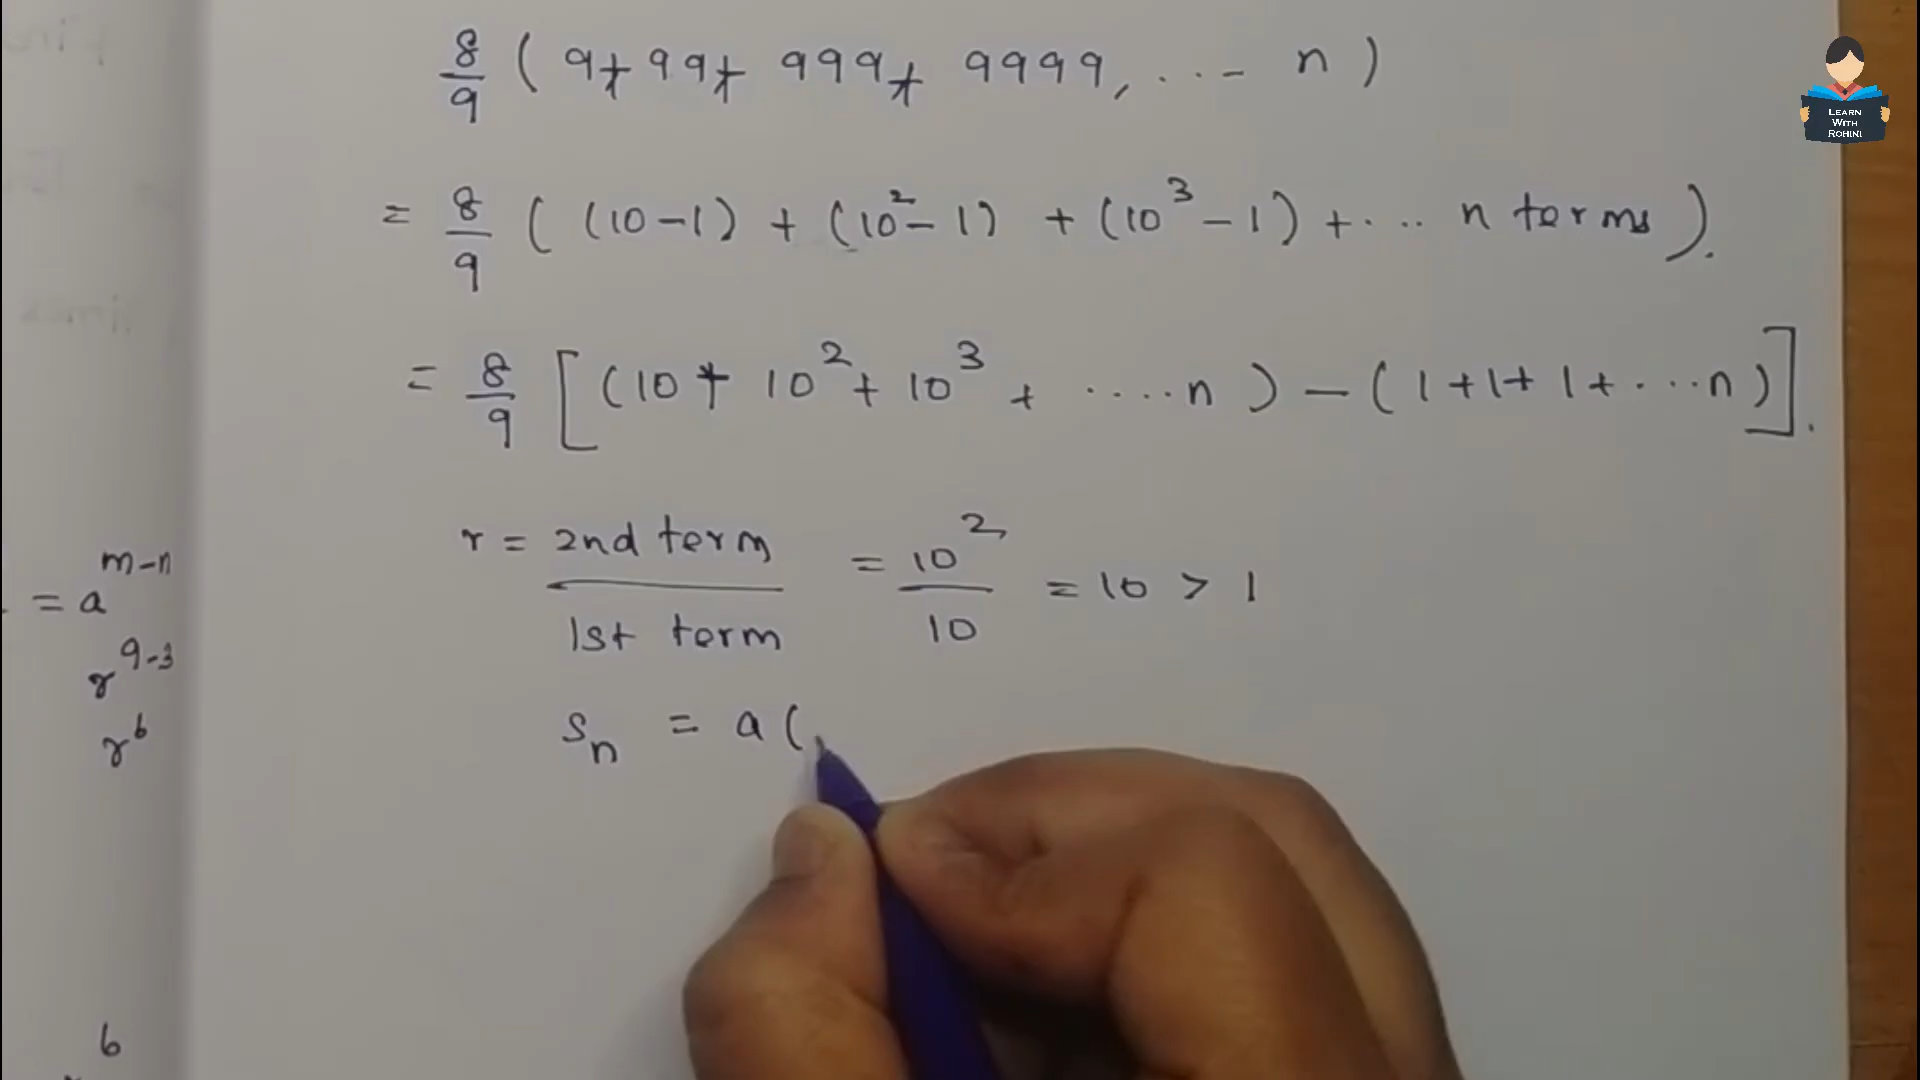 8/9 ( 9+ 99+ 999+ 9999, ... - n )
= 8/9 ( (10-1) + (10²-1) + (10³-1) + ... n terms ).
= 8/9 [ (10 + 10² + 10³ + ....n ) - ( 1+1+ 1+ ...n ) ].
r = 2nd term / 1st term = 10² / 10 = 10 > 1
Sn = a (
= a^m-n
r^9-3
r^6
6
LEARN
WITH
ROHINI